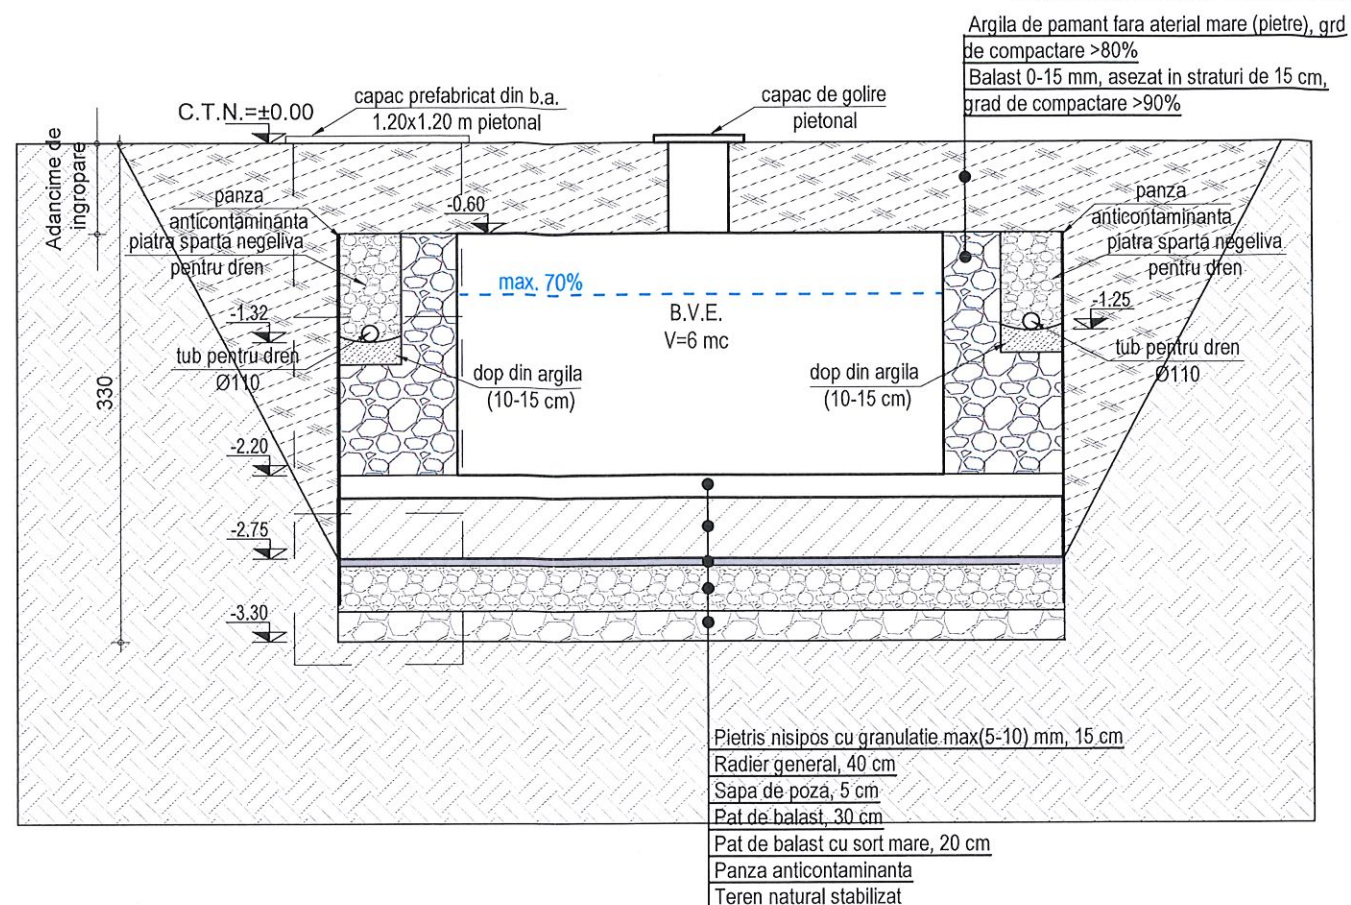 Argila de pamant fara aterial mare (pietre), grd
de compactare >80%
Balast 0-15 mm, asezat in straturi de 15 cm,
grad de compactare >90%
C.T.N.=±0.00
capac prefabricat din b.a.
1.20x1.20 m pietonal
capac de golire
pietonal
Adancime de
ingropare
panza
anticontaminanta
piatra sparta negeliva
pentru dren
-0.60
panza
anticontaminanta
piatra sparta negeliva
pentru dren
max. 70%
B.V.E.
V=6 mc
-1.32
-1.25
tub pentru dren
Ø110
dop din argila
(10-15 cm)
dop din argila
(10-15 cm)
tub pentru dren
Ø110
330
-2.20
-2.75
-3.30
Pietris nisipos cu granulatie max(5-10) mm, 15 cm
Radier general, 40 cm
Sapa de poza, 5 cm
Pat de balast, 30 cm
Pat de balast cu sort mare, 20 cm
Panza anticontaminanta
Teren natural stabilizat